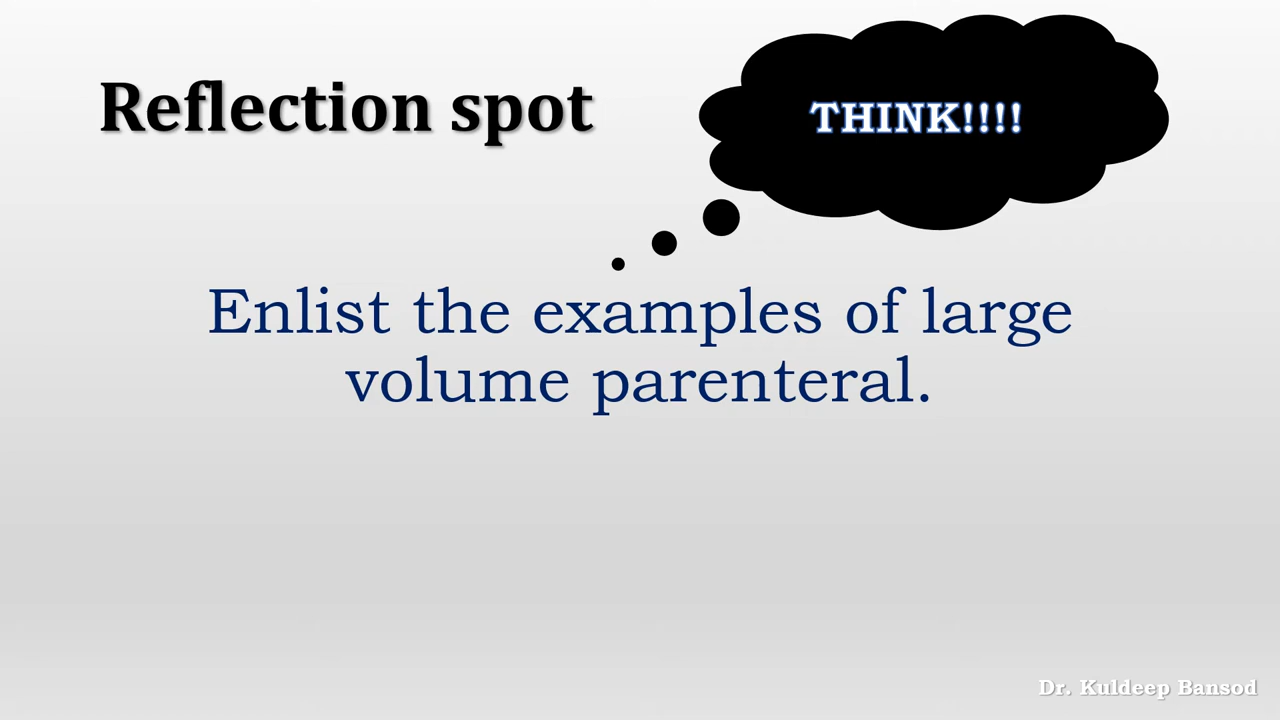 Reflection spot
THINK!!!!
Enlist the examples of large
volume parenteral.
Dr. Kuldeep Bansod